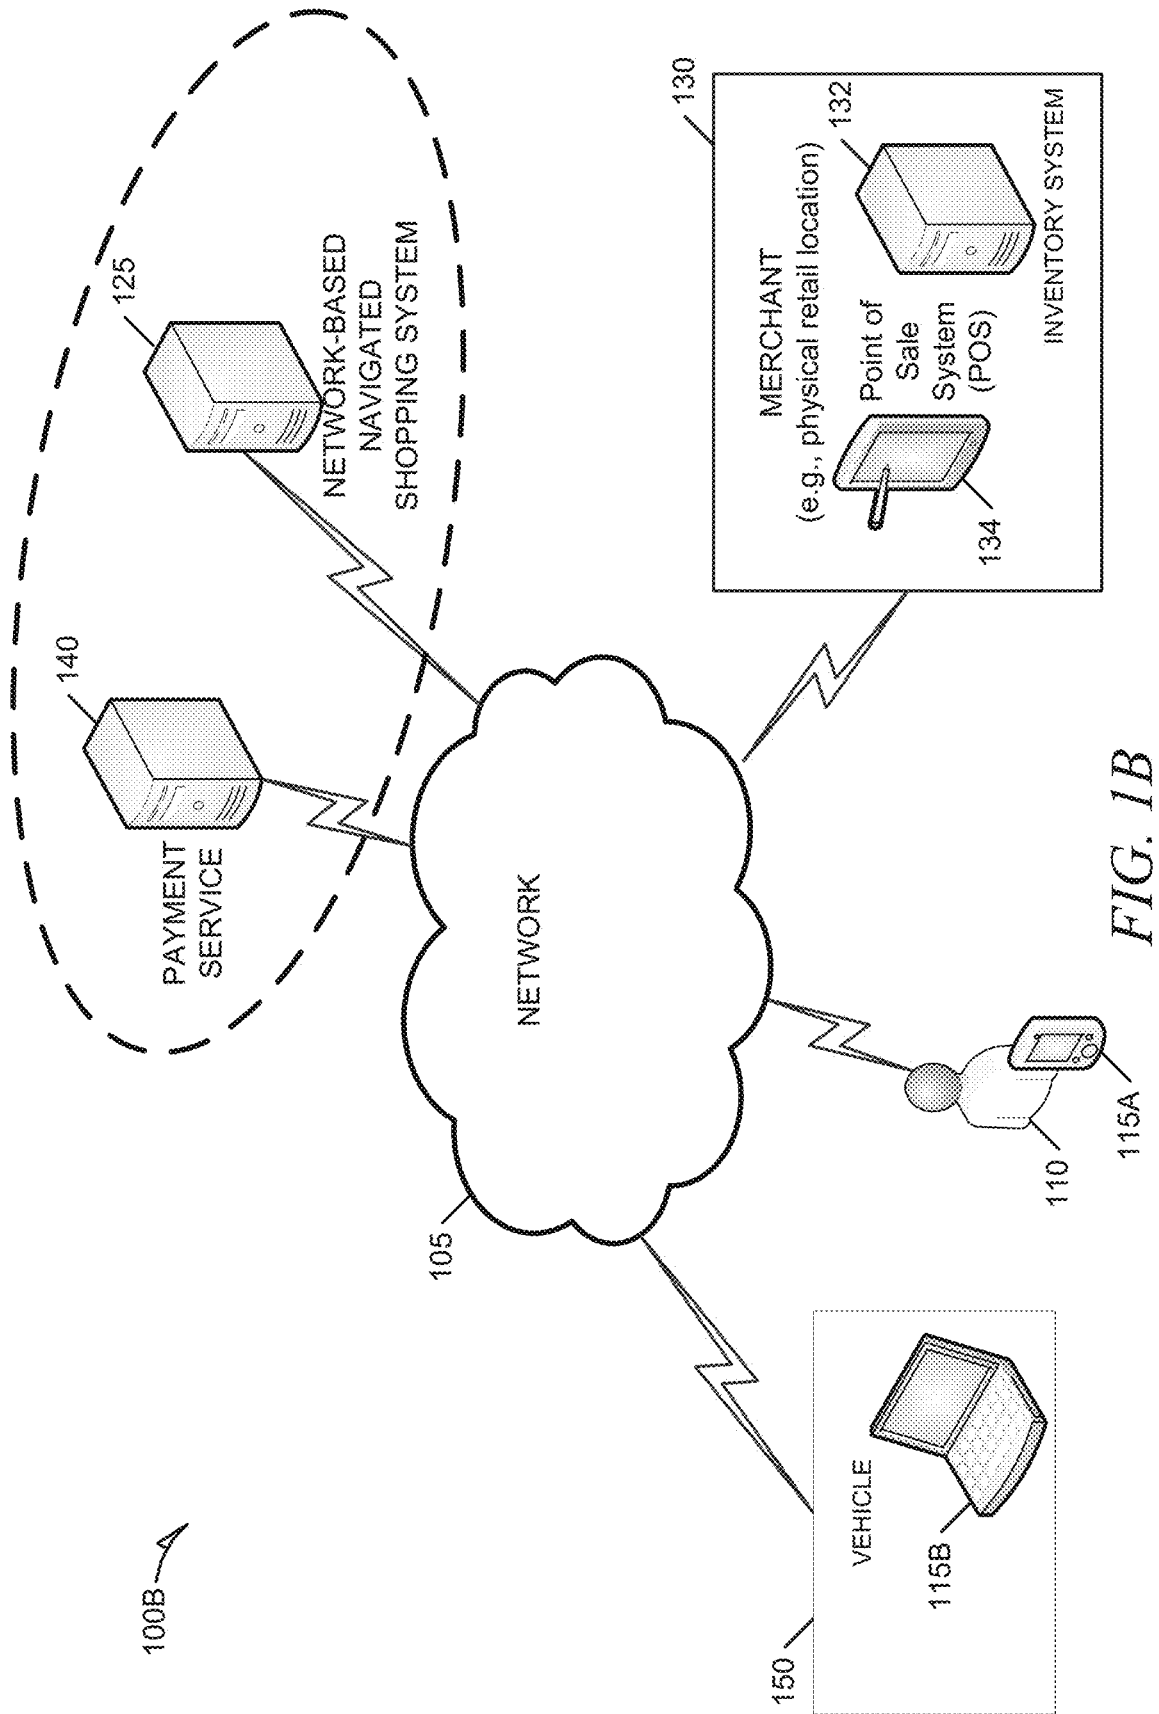 100B
140
PAYMENT
SERVICE
125
NETWORK-BASED
NAVIGATED
SHOPPING SYSTEM
105
NETWORK
130
MERCHANT
(e.g., physical retail location)
134
Point of
Sale
System
(POS)
132
INVENTORY SYSTEM
150
VEHICLE
115B
110
115A
FIG. 1B